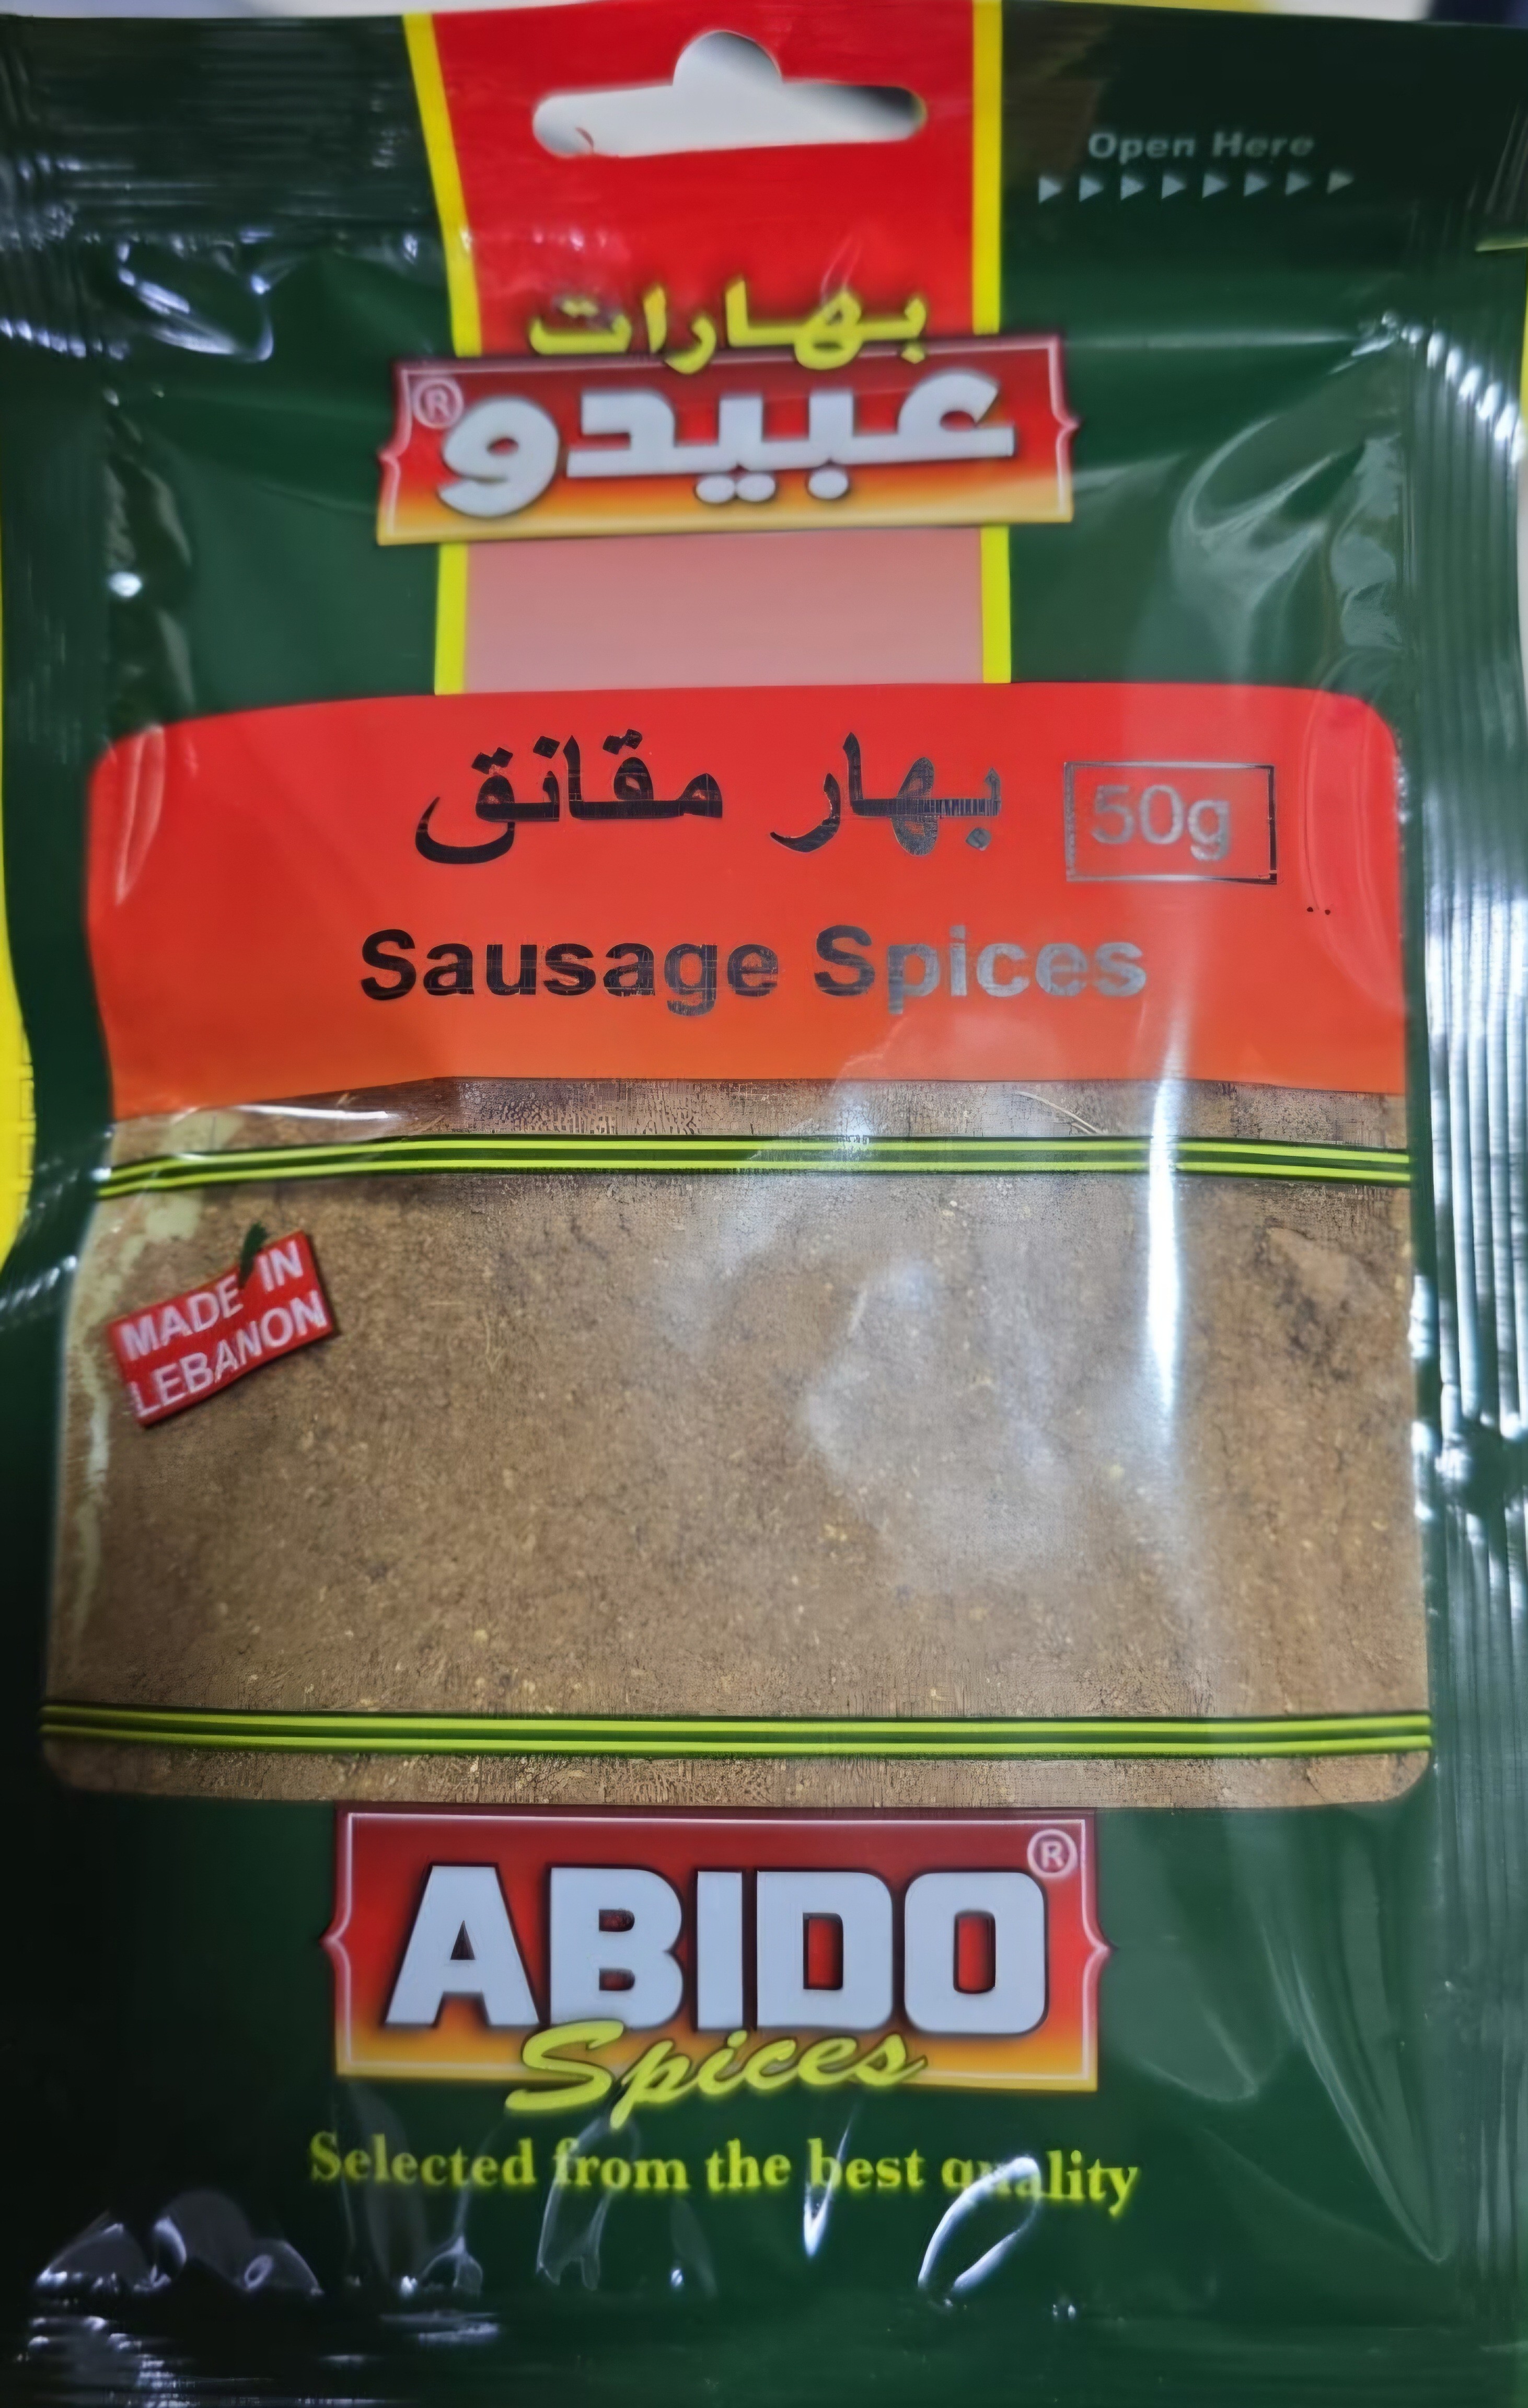 Open Here
بهارات
عبيدو®
بهار مقانق
50g
Sausage Spices
MADE IN
LEBANON
ABIDO®
Spices
Selected from the best quality